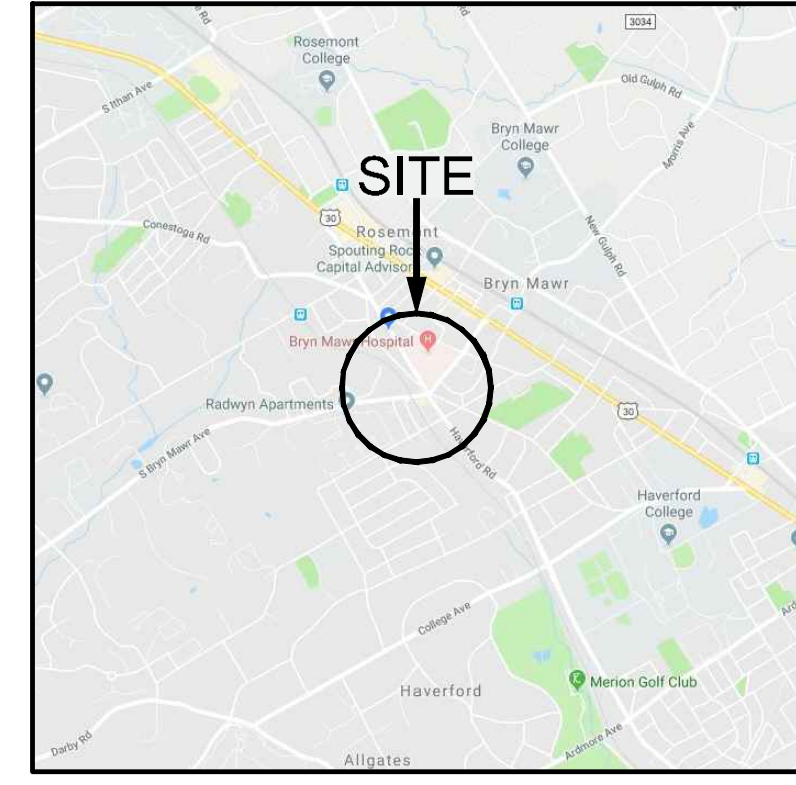 3034
Rosemont
College
Old Gulph Rd
S Ithan Ave
Bryn Mawr
College
Morris Ave
SITE
30
Conestoga Rd
Rosemont
New Gulph Rd
Spouting Rock
Capital Advisor
Bryn Mawr
Bryn Mawr Hospital
H
Radwyn Apartments
30
S Bryn Mawr Ave
Haverford Rd
Haverford
College
College Ave
Merion Golf Club
Haverford
Darby Rd
Ardmore Ave
Allgates